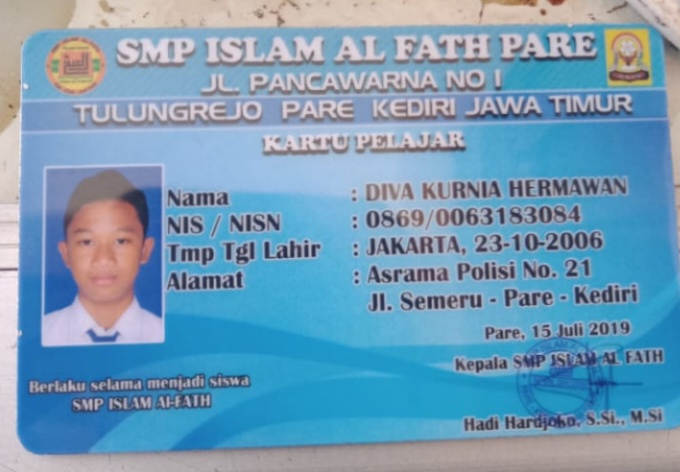 SMP ISLAM AL FATH PARE
JL. PANCAWARNA NO 1
TULUNGREJO PARE KEDIRI JAWA TIMUR
KARTU PELAJAR
Nama : DIVA KURNIA HERMAWAN
NIS / NISN : 0869/0063183084
Tmp Tgl Lahir : JAKARTA, 23-10-2006
Alamat : Asrama Polisi No. 21
Jl. Semeru - Pare - Kediri
Pare, 15 Juli 2019
Kepala SMP ISLAM AL FATH
Berlaku selama menjadi siswa
SMP ISLAM Al-FATH
Hadi Hardjoko, S.Si., M.Si